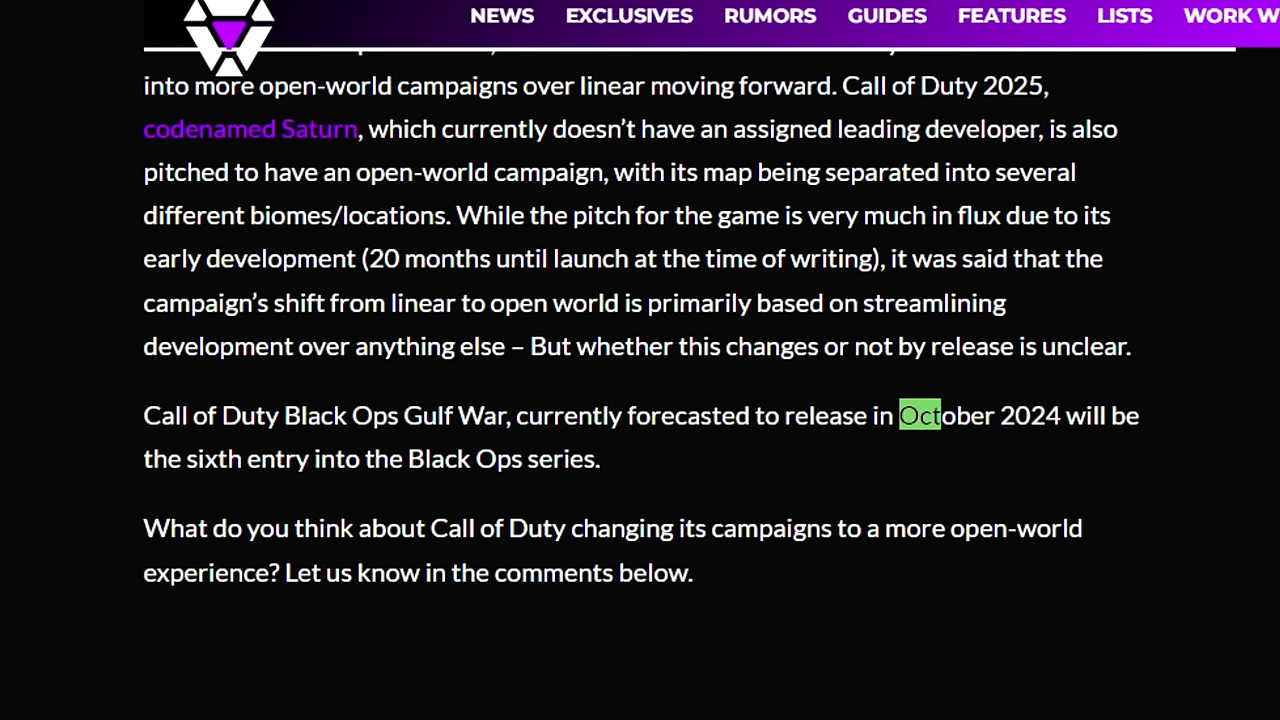 NEWS EXCLUSIVES RUMORS GUIDES FEATURES LISTS WORK W
into more open-world campaigns over linear moving forward. Call of Duty 2025,
codenamed Saturn, which currently doesn’t have an assigned leading developer, is also
pitched to have an open-world campaign, with its map being separated into several
different biomes/locations. While the pitch for the game is very much in flux due to its
early development (20 months until launch at the time of writing), it was said that the
campaign’s shift from linear to open world is primarily based on streamlining
development over anything else – But whether this changes or not by release is unclear.
Call of Duty Black Ops Gulf War, currently forecasted to release in October 2024 will be
the sixth entry into the Black Ops series.
What do you think about Call of Duty changing its campaigns to a more open-world
experience? Let us know in the comments below.